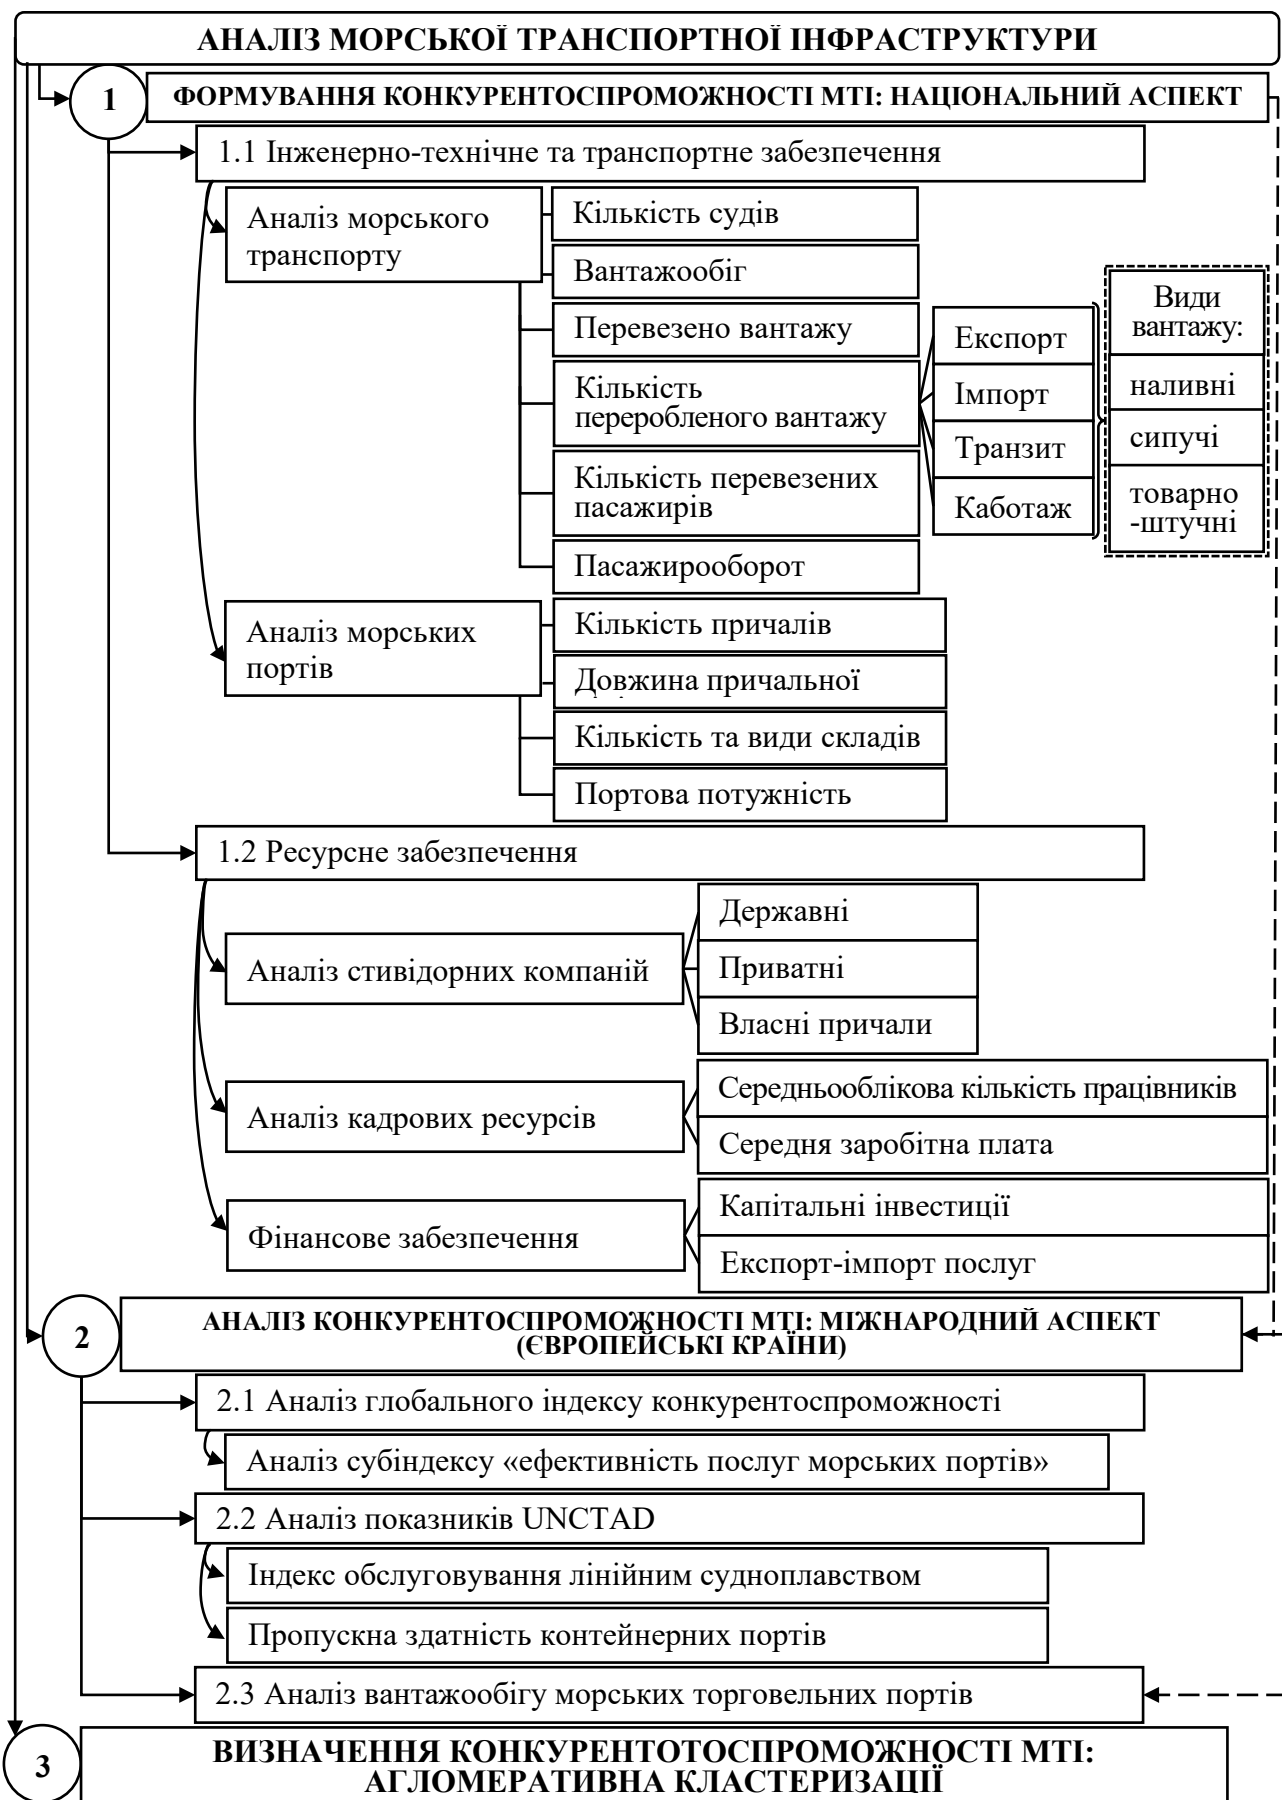 АНАЛІЗ МОРСЬКОЇ ТРАНСПОРТНОЇ ІНФРАСТРУКТУРИ
1
ФОРМУВАННЯ КОНКУРЕНТОСПРОМОЖНОСТІ МТІ: НАЦІОНАЛЬНИЙ АСПЕКТ
1.1 Інженерно-технічне та транспортне забезпечення
Аналіз морського
транспорту
Кількість судів
Вантажообіг
Перевезено вантажу
Кількість
переробленого вантажу
Кількість перевезених
пасажирів
Пасажирооборот
Експорт
Імпорт
Транзит
Каботаж
Види
вантажу:
наливні
сипучі
товарно
-штучні
Аналіз морських
портів
Кількість причалів
Довжина причальної
Кількість та види складів
Портова потужність
1.2 Ресурсне забезпечення
Аналіз стивідорних компаній
Державні
Приватні
Власні причали
Аналіз кадрових ресурсів
Середньооблікова кількість працівників
Середня заробітна плата
Фінансове забезпечення
Капітальні інвестиції
Експорт-імпорт послуг
2
АНАЛІЗ КОНКУРЕНТОСПРОМОЖНОСТІ МТІ: МІЖНАРОДНИЙ АСПЕКТ
(ЄВРОПЕЙСЬКІ КРАЇНИ)
2.1 Аналіз глобального індексу конкурентоспроможності
Аналіз субіндексу «ефективність послуг морських портів»
2.2 Аналіз показників UNCTAD
Індекс обслуговування лінійним судноплавством
Пропускна здатність контейнерних портів
2.3 Аналіз вантажообігу морських торговельних портів
3
ВИЗНАЧЕННЯ КОНКУРЕНТОТОСПРОМОЖНОСТІ МТІ:
АГЛОМЕРАТИВНА КЛАСТЕРИЗАЦІЇ